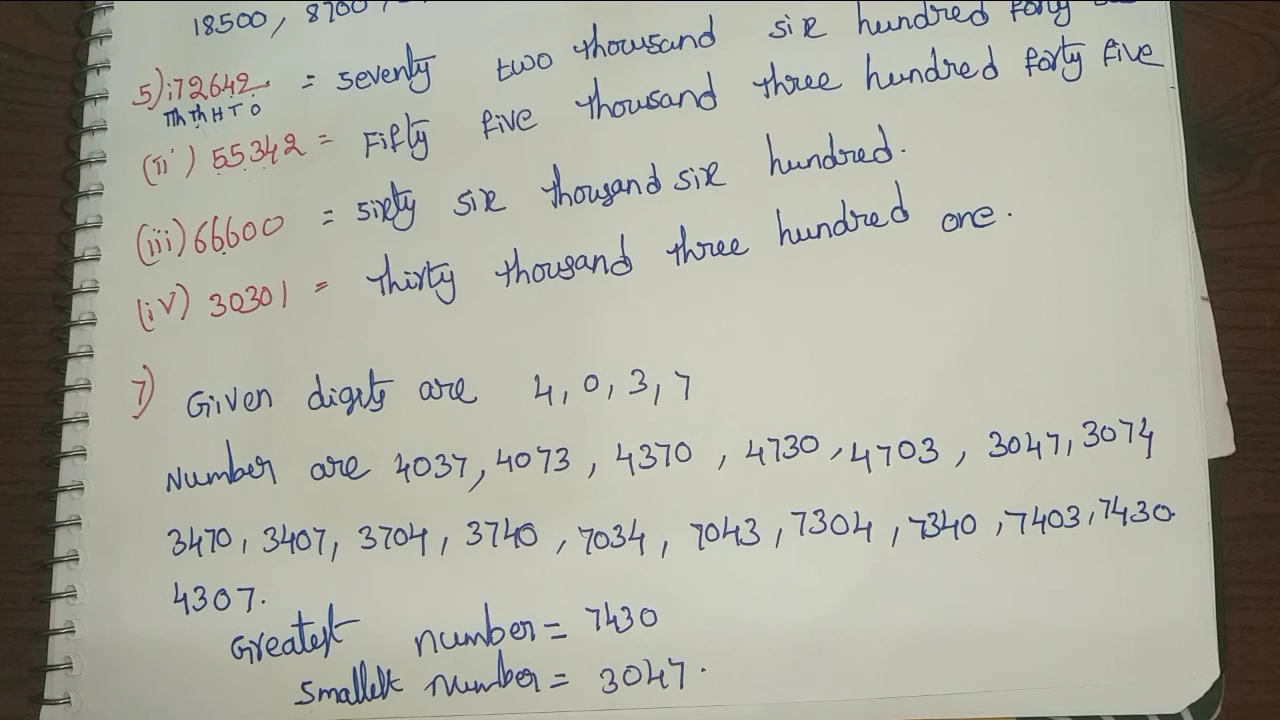 18500, 8700,
5) i 72642 = seventy two thousand six hundred forty
Th Th H T O
(ii) 55342 = Fifty five thousand three hundred forty five
(iii) 66600 = sixty six thousand six hundred.
(iv) 30301 = thirty thousand three hundred one.
7) Given digits are 4, 0, 3, 7
Number are 4037, 4073, 4370, 4730, 4703, 3047, 3074
3470, 3407, 3704, 3740, 7034, 7043, 7304, 7340, 7403, 7430.
4307.
Greatest number = 7430
Smallest number = 3047.